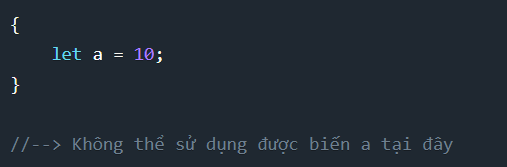 {
    let a = 10;
}
//--> Không thể sử dụng được biến a tại đây